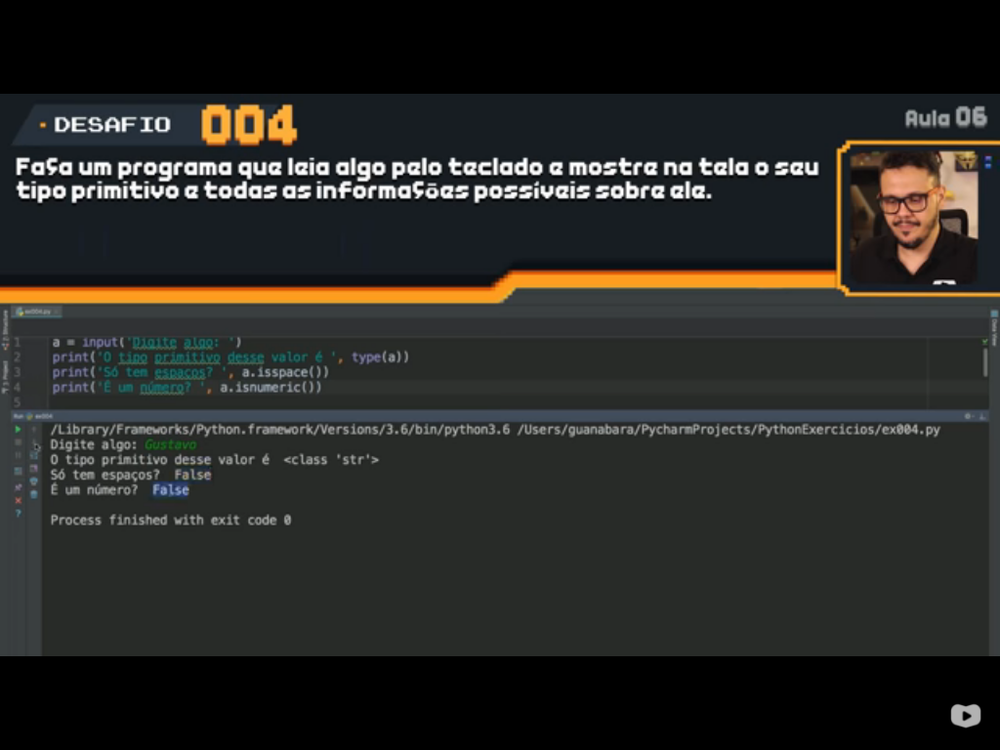 DESAFIO 004
Aula 06
Faça um programa que leia algo pelo teclado e mostre na tela o seu
tipo primitivo e todas as informações possíveis sobre ele.
ex004.py
1 a = input('Digite algo: ')
2 print('O tipo primitivo desse valor é ', type(a))
3 print('Só tem espaços? ', a.isspace())
4 print('É um número? ', a.isnumeric())
5
Run ex004
/Library/Frameworks/Python.framework/Versions/3.6/bin/python3.6 /Users/guanabara/PycharmProjects/PythonExercicios/ex004.py
Digite algo: Gustavo
O tipo primitivo desse valor é  <class 'str'>
Só tem espaços?  False
É um número?  False
Process finished with exit code 0